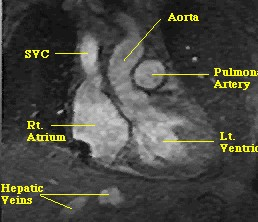 Aorta
SVC
Pulmona
Artery
Rt.
Atrium
Lt.
Ventric
Hepatic
Veins